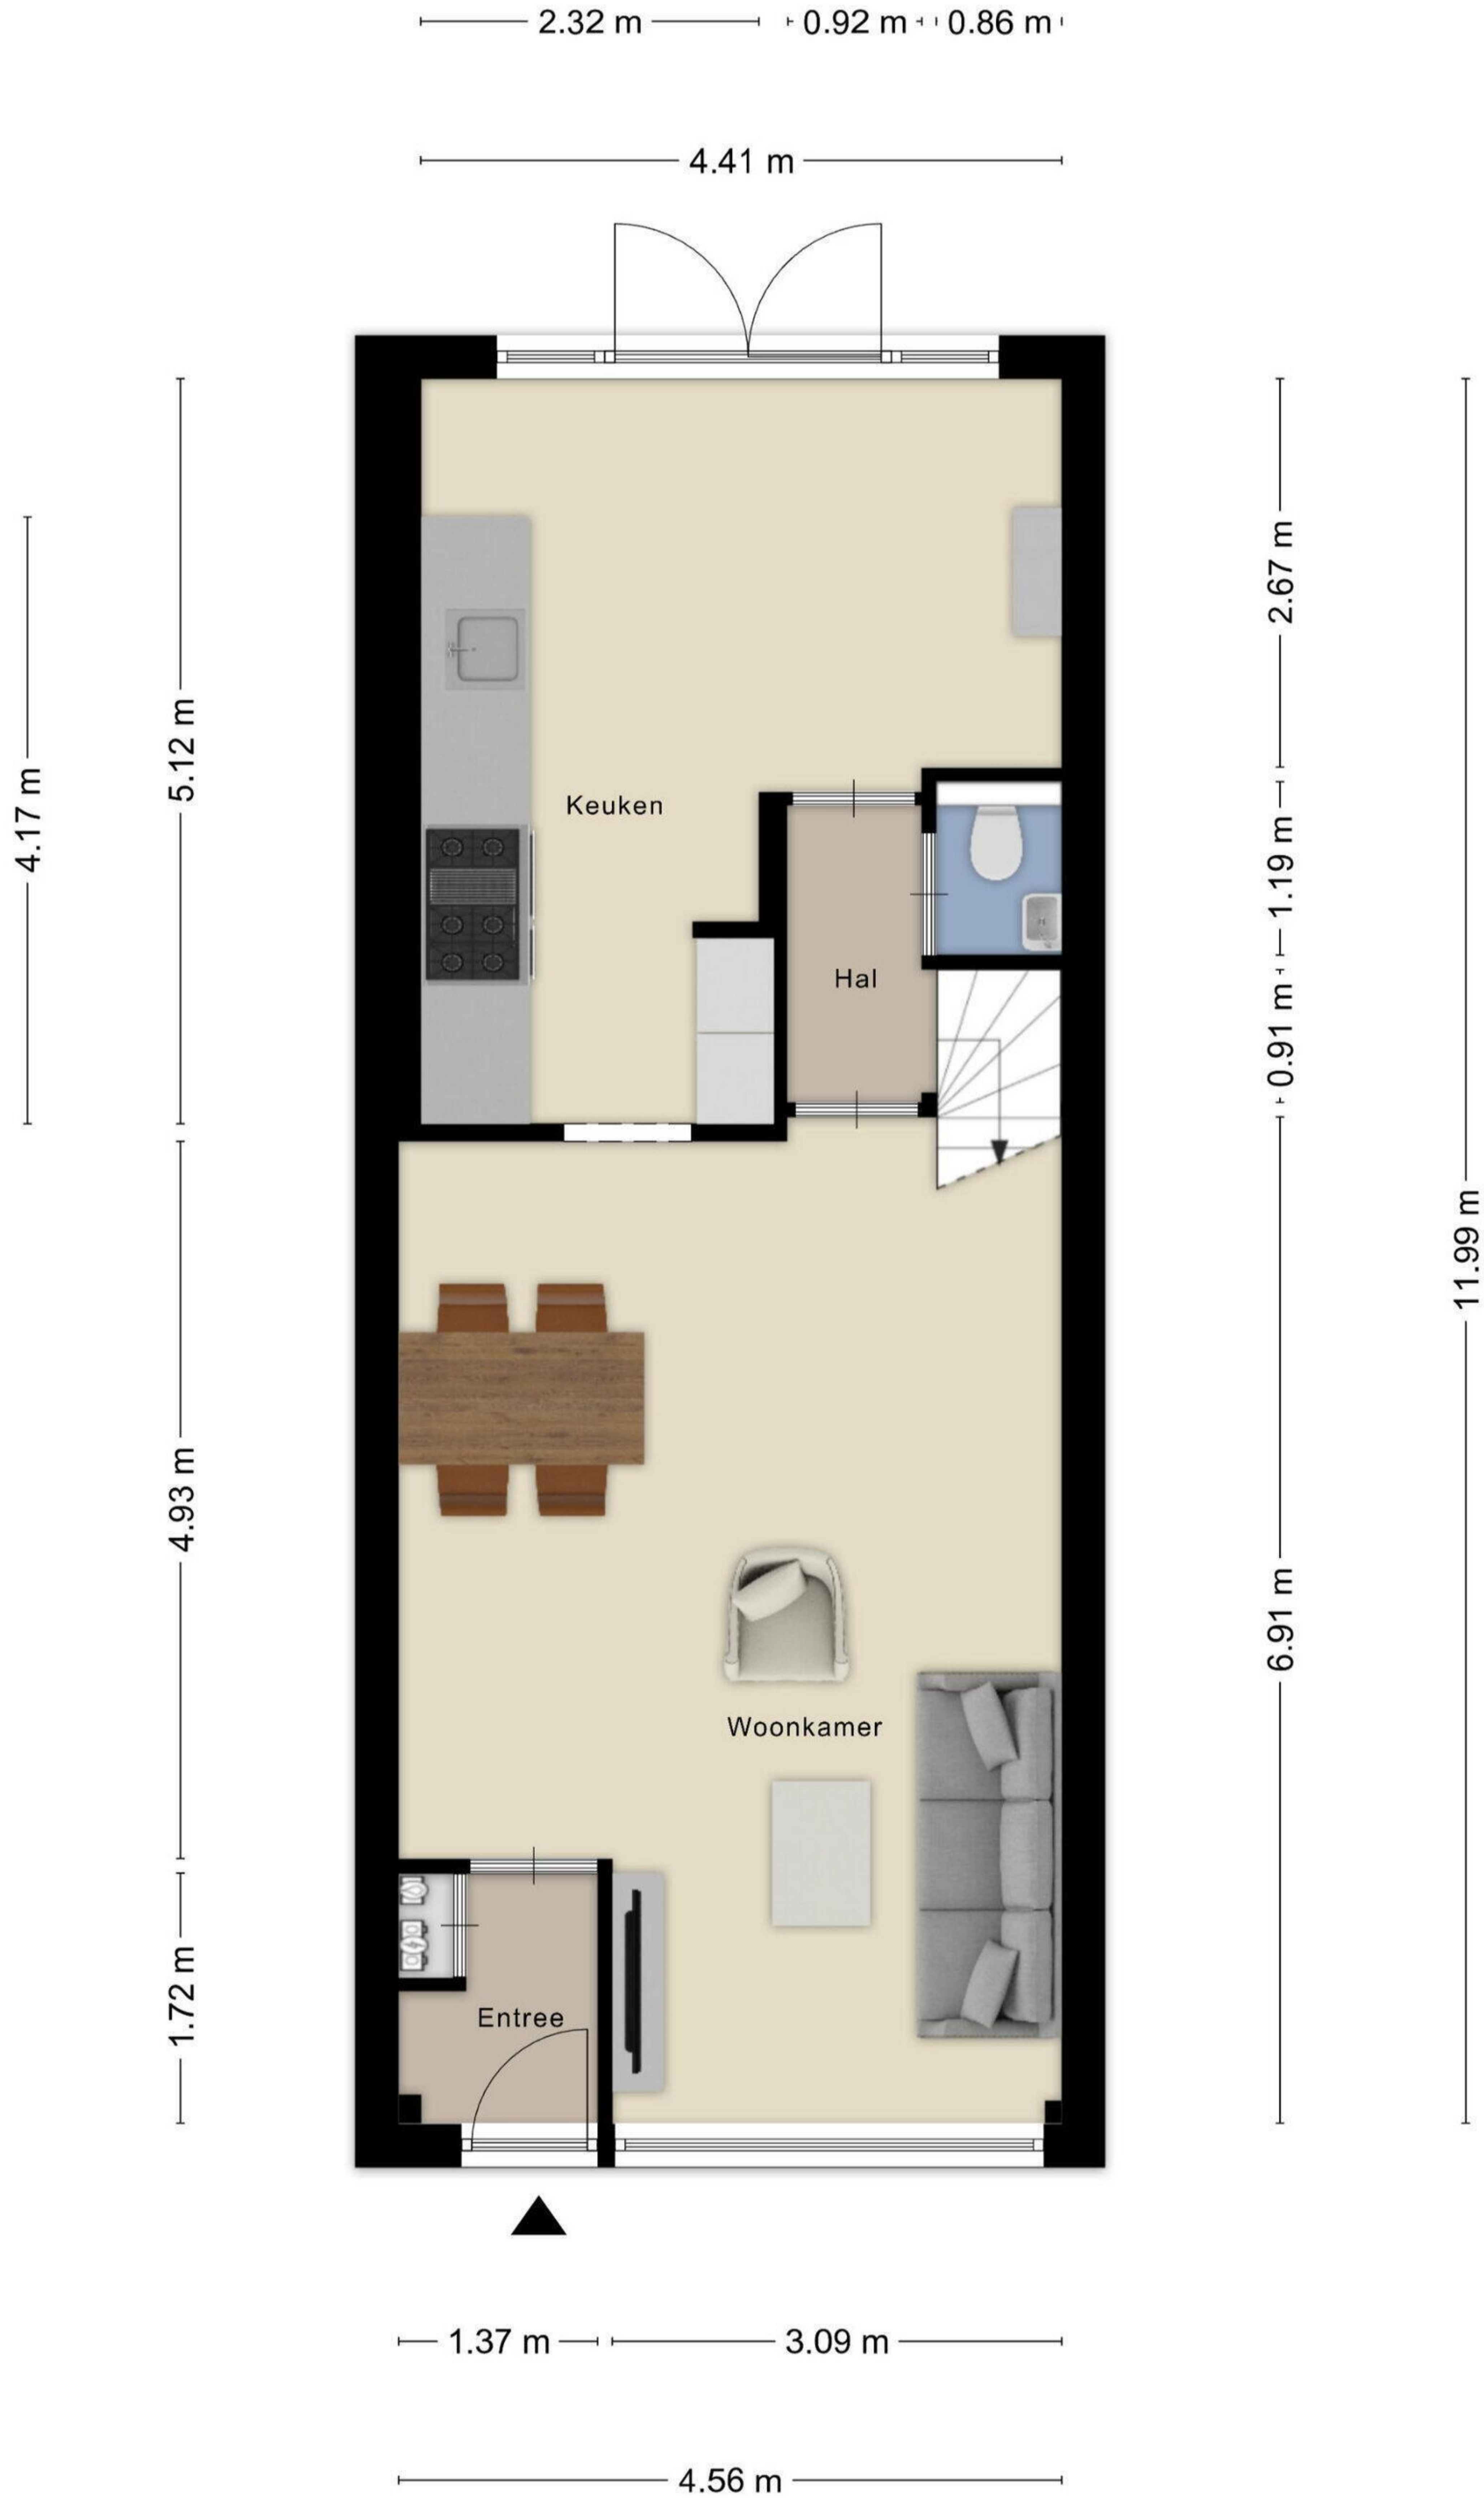 2.32 m
0.92 m
0.86 m
4.41 m
4.17 m
5.12 m
2.67 m
Keuken
1.19 m
Hal
0.91 m
11.99 m
4.93 m
6.91 m
Woonkamer
1.72 m
Entree
1.37 m
3.09 m
4.56 m